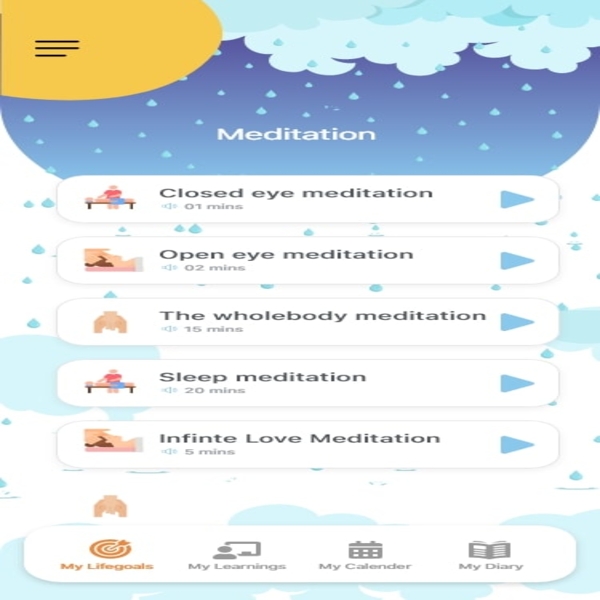 Meditation
Closed eye meditation
01 mins
Open eye meditation
02 mins
The wholebody meditation
15 mins
Sleep meditation
20 mins
Infinte Love Meditation
5 mins
My Lifegoals
My Learnings
My Calender
My Diary